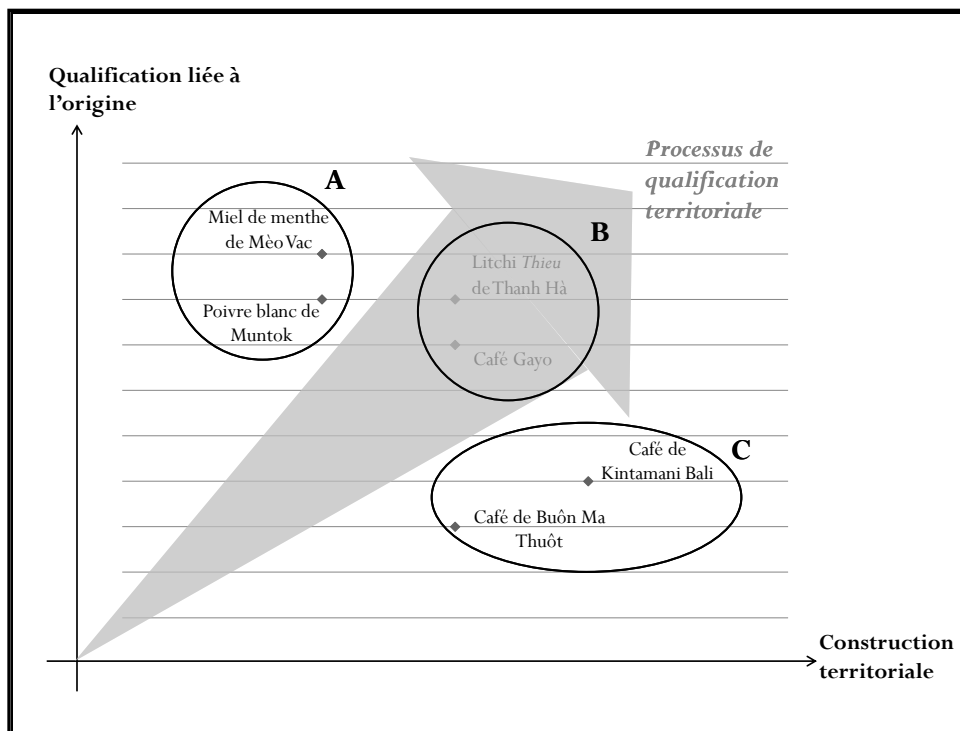 Qualification liée à
l'origine
Processus de
qualification
territoriale
A
Miel de menthe
de Mèo Vac
Poivre blanc de
Muntok
B
Litchi Thieu
de Thanh Hà
Café Gayo
C
Café de
Kintamani Bali
Café de Buôn Ma
Thuôt
Construction
territoriale